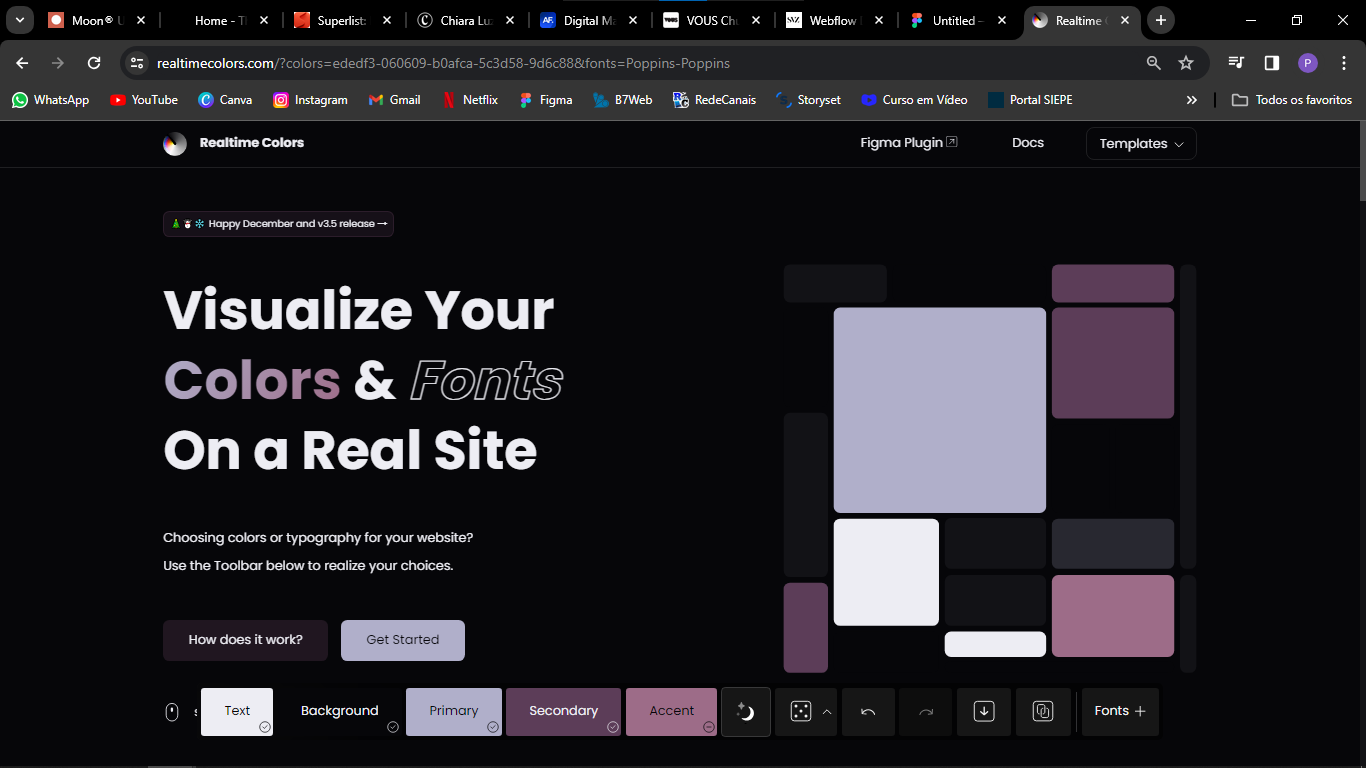 Moon® U
Home - Th
Superlist:
Chiara Lu
Digital Ma
VOUS Chu
Webflow
Untitled –
Realtime C
realtimecolors.com/?colors=ededf3-060609-b0afca-5c3d58-9d6c88&fonts=Poppins-Poppins
P
WhatsApp
YouTube
Canva
Instagram
Gmail
Netflix
Figma
B7Web
RedeCanais
Storyset
Curso em Vídeo
Portal SIEPE
Todos os favoritos
Realtime Colors
Figma Plugin
Docs
Templates
Happy December and v3.5 release →
Visualize Your
Colors & Fonts
On a Real Site
Choosing colors or typography for your website?
Use the Toolbar below to realize your choices.
How does it work?
Get Started
Text
Background
Primary
Secondary
Accent
Fonts +